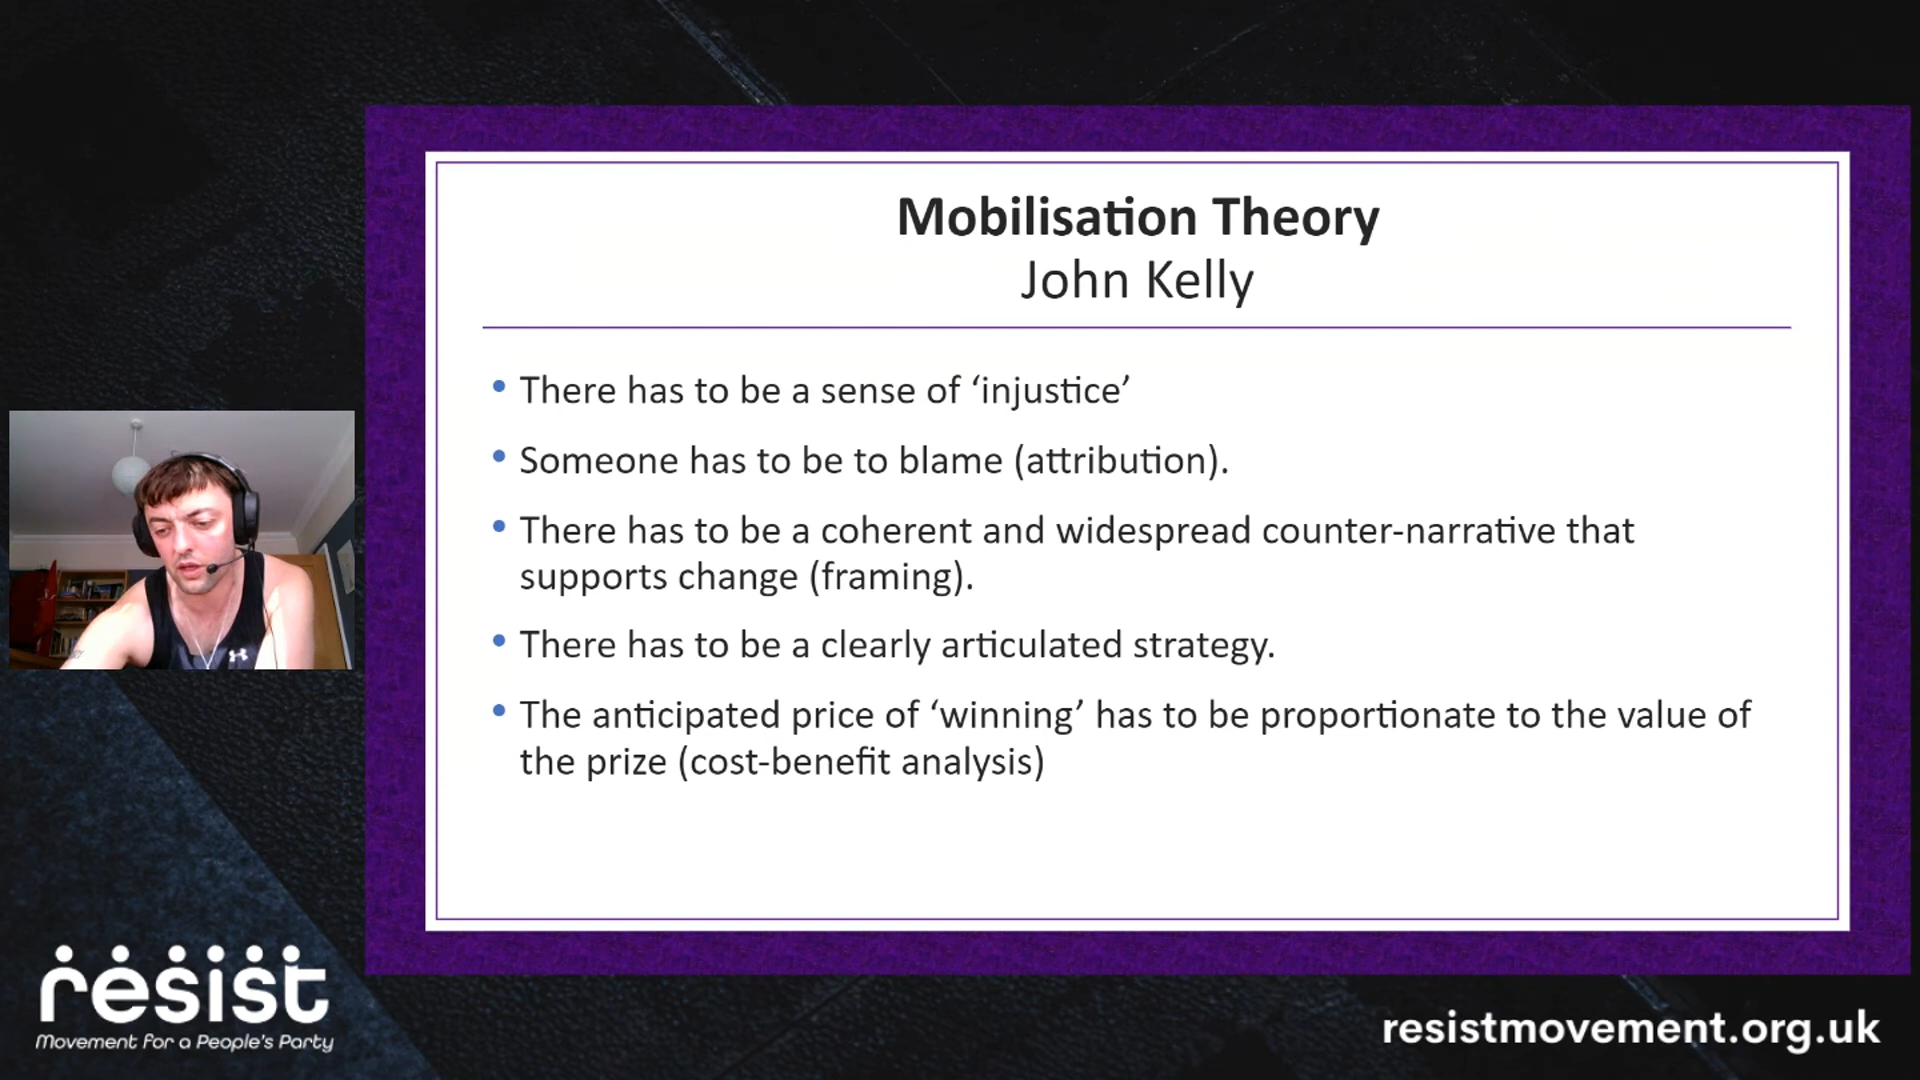 Mobilisation Theory
John Kelly
• There has to be a sense of ‘injustice’
• Someone has to be to blame (attribution).
• There has to be a coherent and widespread counter-narrative that
supports change (framing).
• There has to be a clearly articulated strategy.
• The anticipated price of ‘winning’ has to be proportionate to the value of
the prize (cost-benefit analysis)
resist
Movement for a People's Party
resistmovement.org.uk